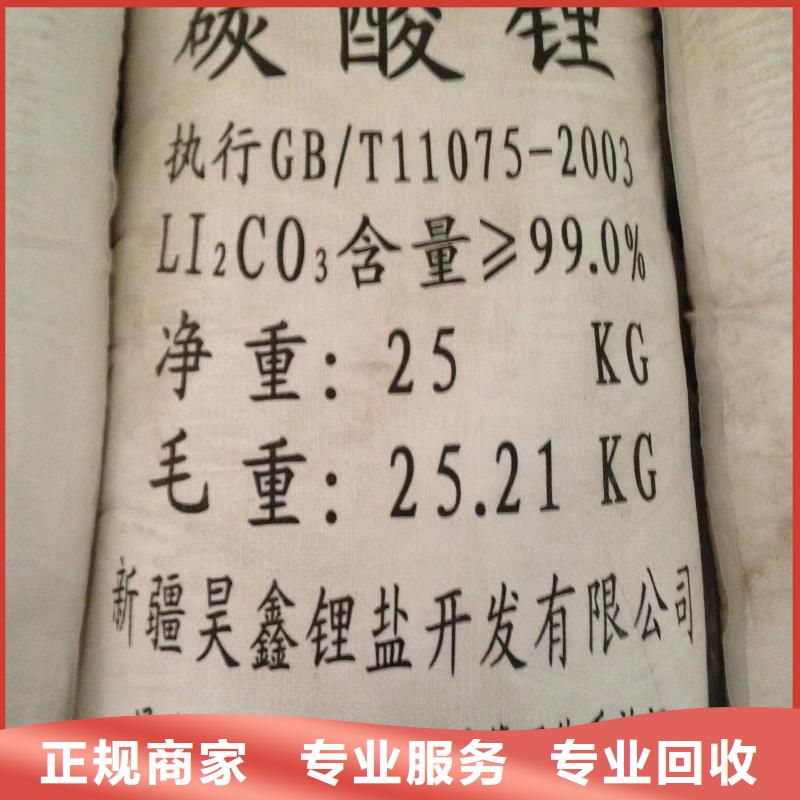 碳酸锂
执行GB/T11075-2003
LI₂CO₃含量≥99.0%
净重:25 KG
毛重:25.21 KG
新疆昊鑫锂盐开发有限公司
正规商家 专业服务 专业回收